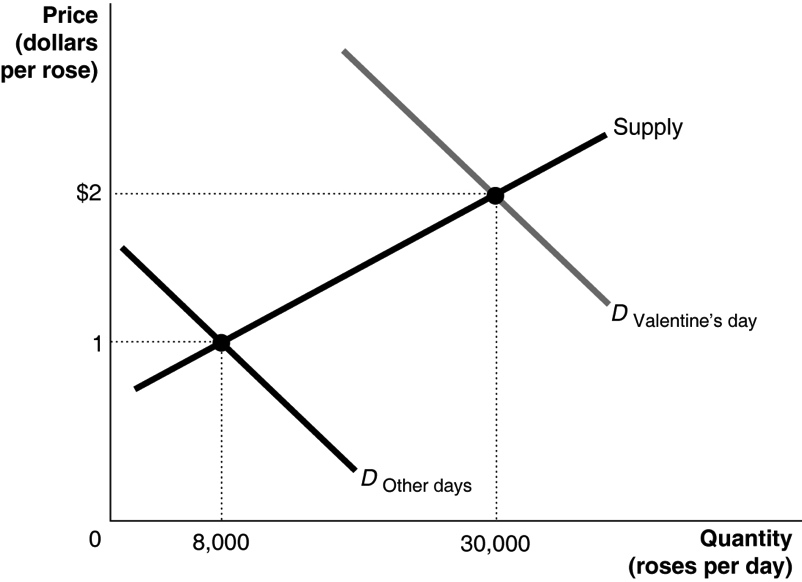 Price
(dollars
per rose)
Supply
$2
D Valentine’s day
1
D Other days
0
8,000
30,000
Quantity
(roses per day)